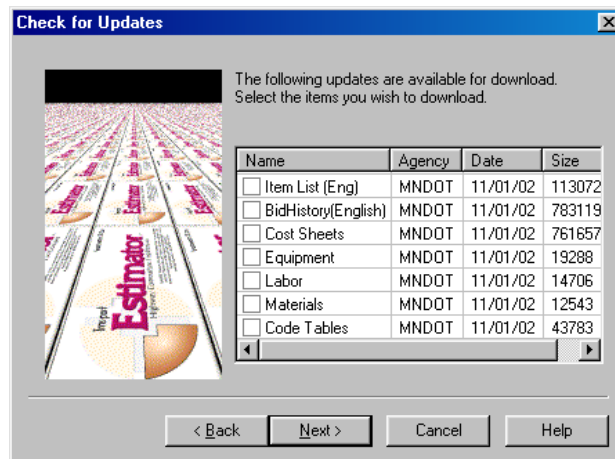 Check for Updates
The following updates are available for download.
Select the items you wish to download.
Name Agency Date Size
Item List (Eng) MNDOT 11/01/02 113072
BidHistory(English) MNDOT 11/01/02 783119
Cost Sheets MNDOT 11/01/02 761657
Equipment MNDOT 11/01/02 19288
Labor MNDOT 11/01/02 14706
Materials MNDOT 11/01/02 12543
Code Tables MNDOT 11/01/02 43783
Estimator
< Back Next > Cancel Help